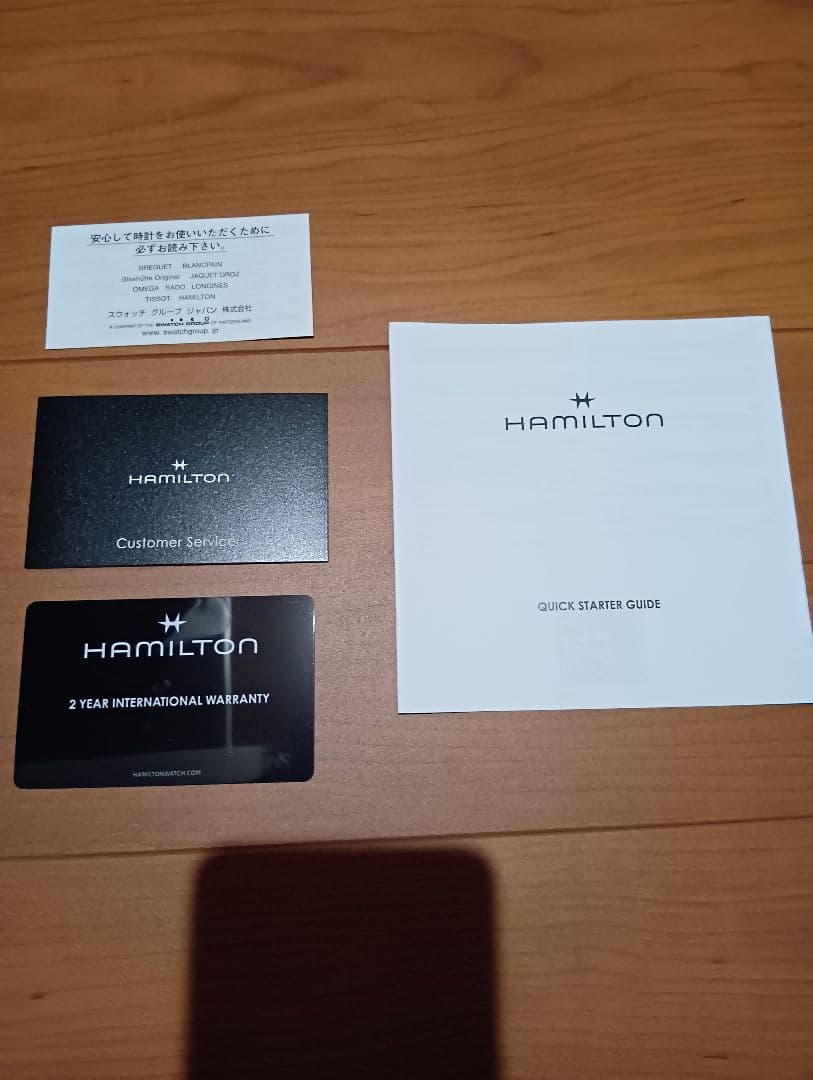 安心して時計をお使いいただくために
必ずお読み下さい。
BREGUET BLANCPAIN
Glashütte Original JAQUET DROZ
OMEGA RADO LONGINES
TISSOT HAMILTON
スウォッチ グループ ジャパン 株式会社
A COMPANY OF THE SWATCH GROUP OF SWITZERLAND
www. swatchgroup. jp
HAMILTON
Customer Service
HAMILTON
2 YEAR INTERNATIONAL WARRANTY
HAMILTONWATCH.COM
HAMILTON
QUICK STARTER GUIDE